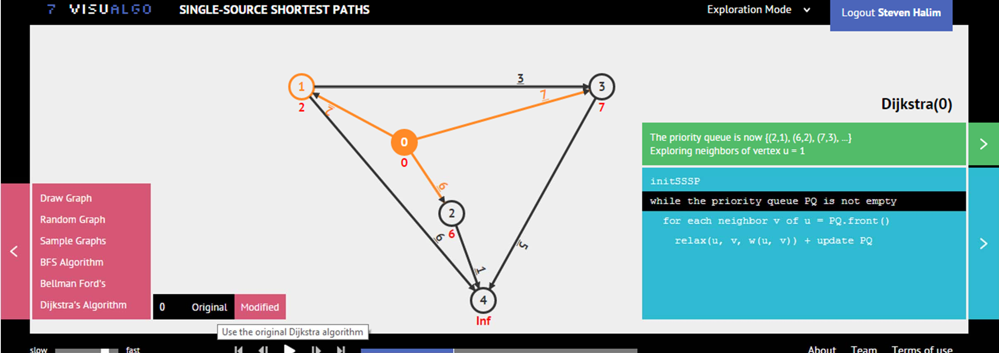 7 VISUALGO SINGLE-SOURCE SHORTEST PATHS Exploration Mode Logout Steven Halim
3
1 3
7
2 7
2
Dijkstra(0)
0
0
The priority queue is now {(2,1), (6,2), (7,3), ...}
Exploring neighbors of vertex u = 1
initSSSP
while the priority queue PQ is not empty
for each neighbor v of u = PQ.front()
relax(u, v, w(u, v)) + update PQ
6
2
6
6
5
1
4
Inf
Draw Graph
Random Graph
Sample Graphs
BFS Algorithm
Bellman Ford's
Dijkstra's Algorithm
0 Original Modified
Use the original Dijkstra algorithm
slow fast
About Team Terms of use